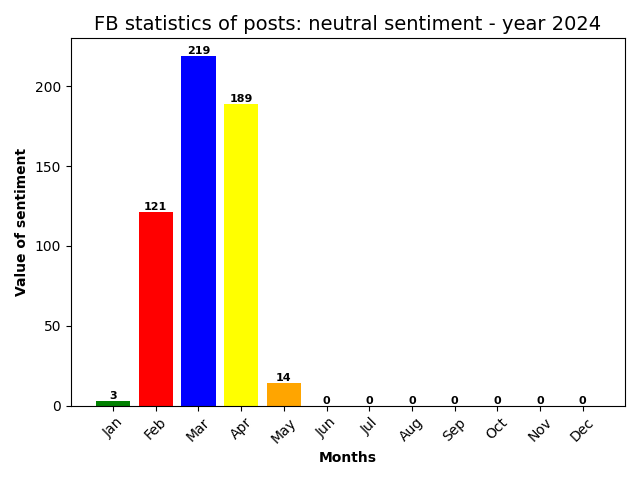 FB statistics of posts: neutral sentiment - year 2024
Value of sentiment
200
150
100
50
0
3
121
219
189
14
0
0
0
0
0
0
0
Jan
Feb
Mar
Apr
May
Jun
Jul
Aug
Sep
Oct
Nov
Dec
Months